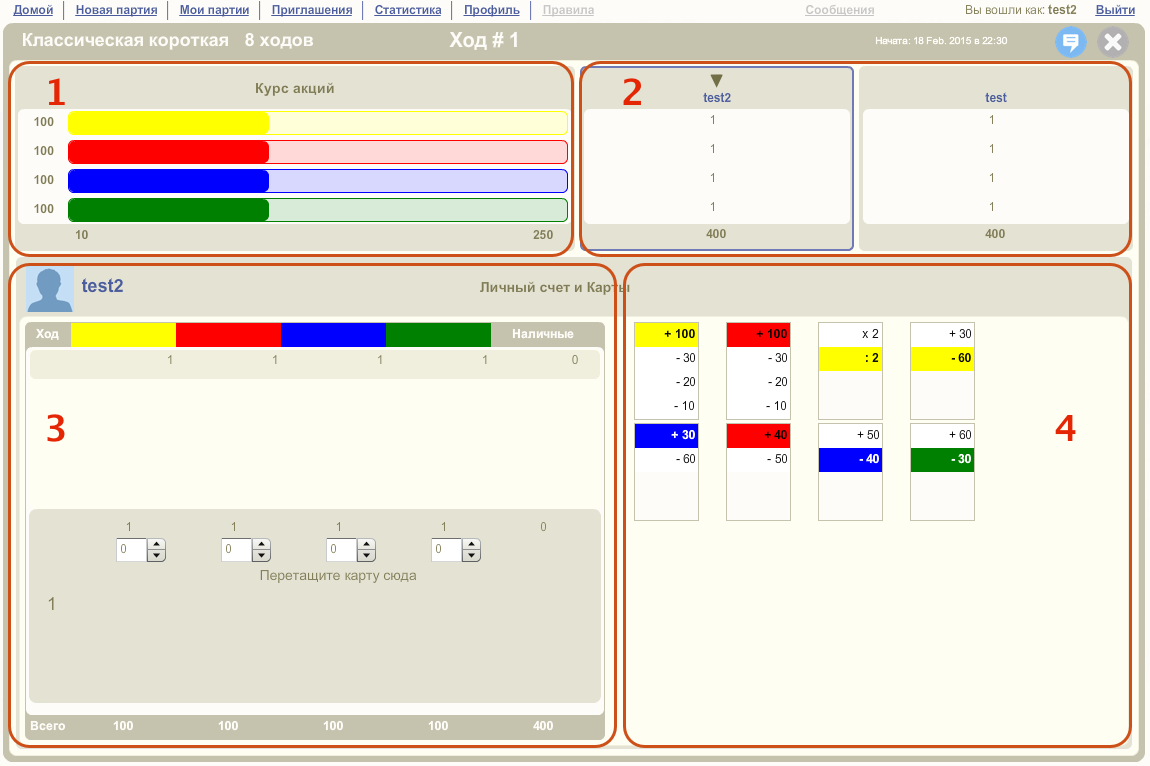 Домой Новая партия Мои партии Приглашения Статистика Профиль Правила Сообщения Вы вошли как: test2 Выйти
Классическая короткая 8 ходов Ход # 1 Начата: 18 Feb. 2015 в 22:30
1 Курс акций
100
100
100
100
10 250
2
test2 test
1 1
1 1
1 1
1 1
400 400
test2 Личный счет и Карты
Ход Наличные
1 1 1 1 0
3
1 1 1 1 0
0 0 0 0
Перетащите карту сюда
1
Всего 100 100 100 100 400
+ 100 + 100 x 2 + 30
- 30 - 30 : 2 - 60
- 20 - 20
- 10 - 10
+ 30 + 40 + 50 + 60
- 60 - 50 - 40 - 30
4